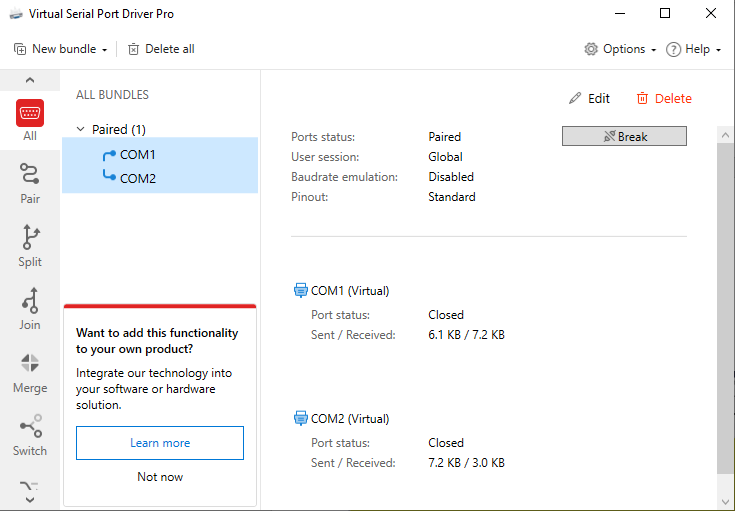 Virtual Serial Port Driver Pro
New bundle
Delete all
Options
Help
All
Pair
Split
Join
Merge
Switch
ALL BUNDLES
Paired (1)
COM1
COM2
Want to add this functionality
to your own product?
Integrate our technology into
your software or hardware
solution.
Learn more
Not now
Edit
Delete
Ports status: Paired
Break
User session: Global
Baudrate emulation: Disabled
Pinout: Standard
COM1 (Virtual)
Port status: Closed
Sent / Received: 6.1 KB / 7.2 KB
COM2 (Virtual)
Port status: Closed
Sent / Received: 7.2 KB / 3.0 KB